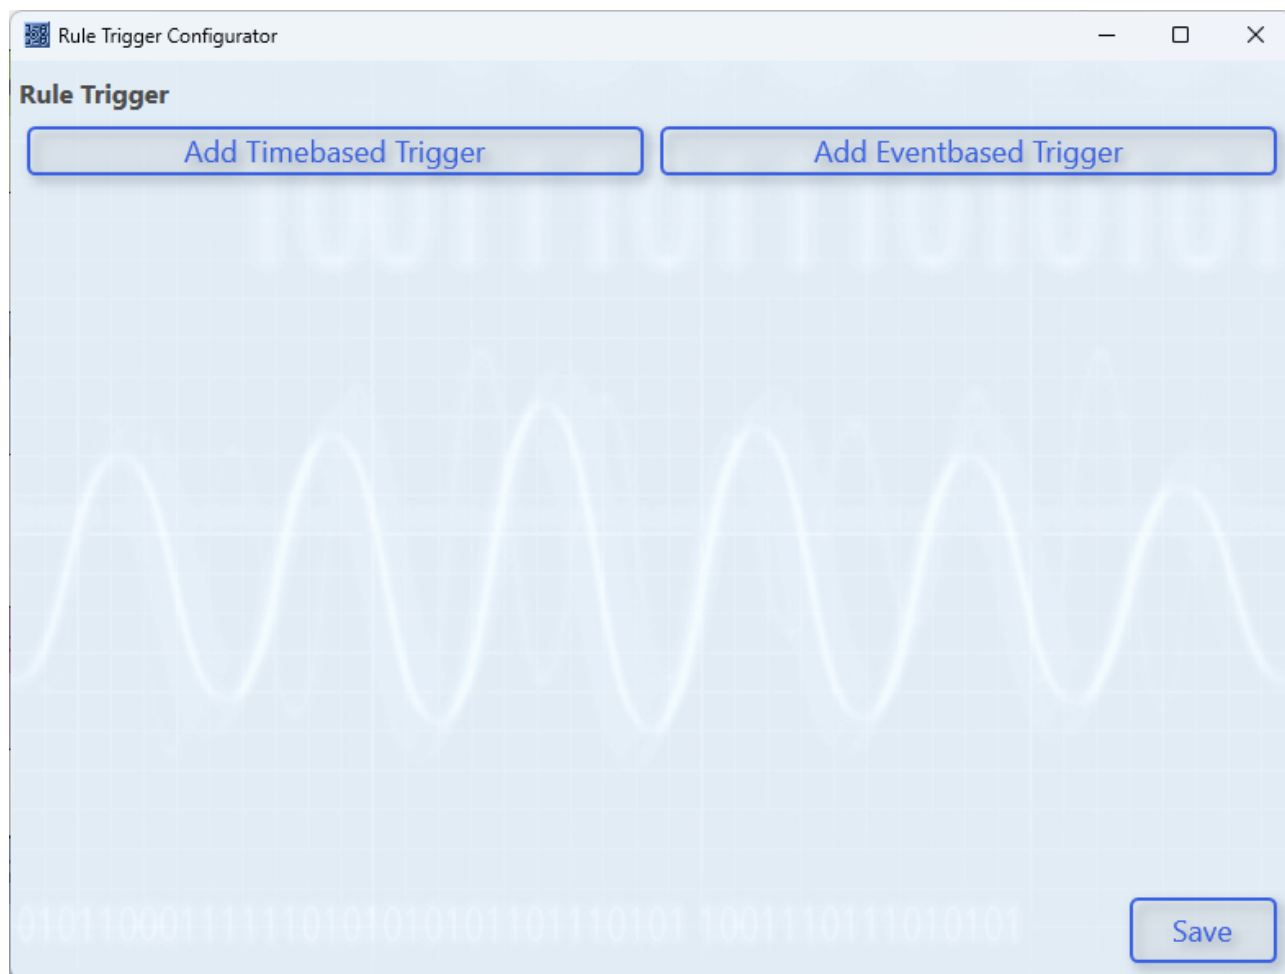 Rule Trigger Configurator
Rule Trigger
Add Timebased Trigger
Add Eventbased Trigger
Save